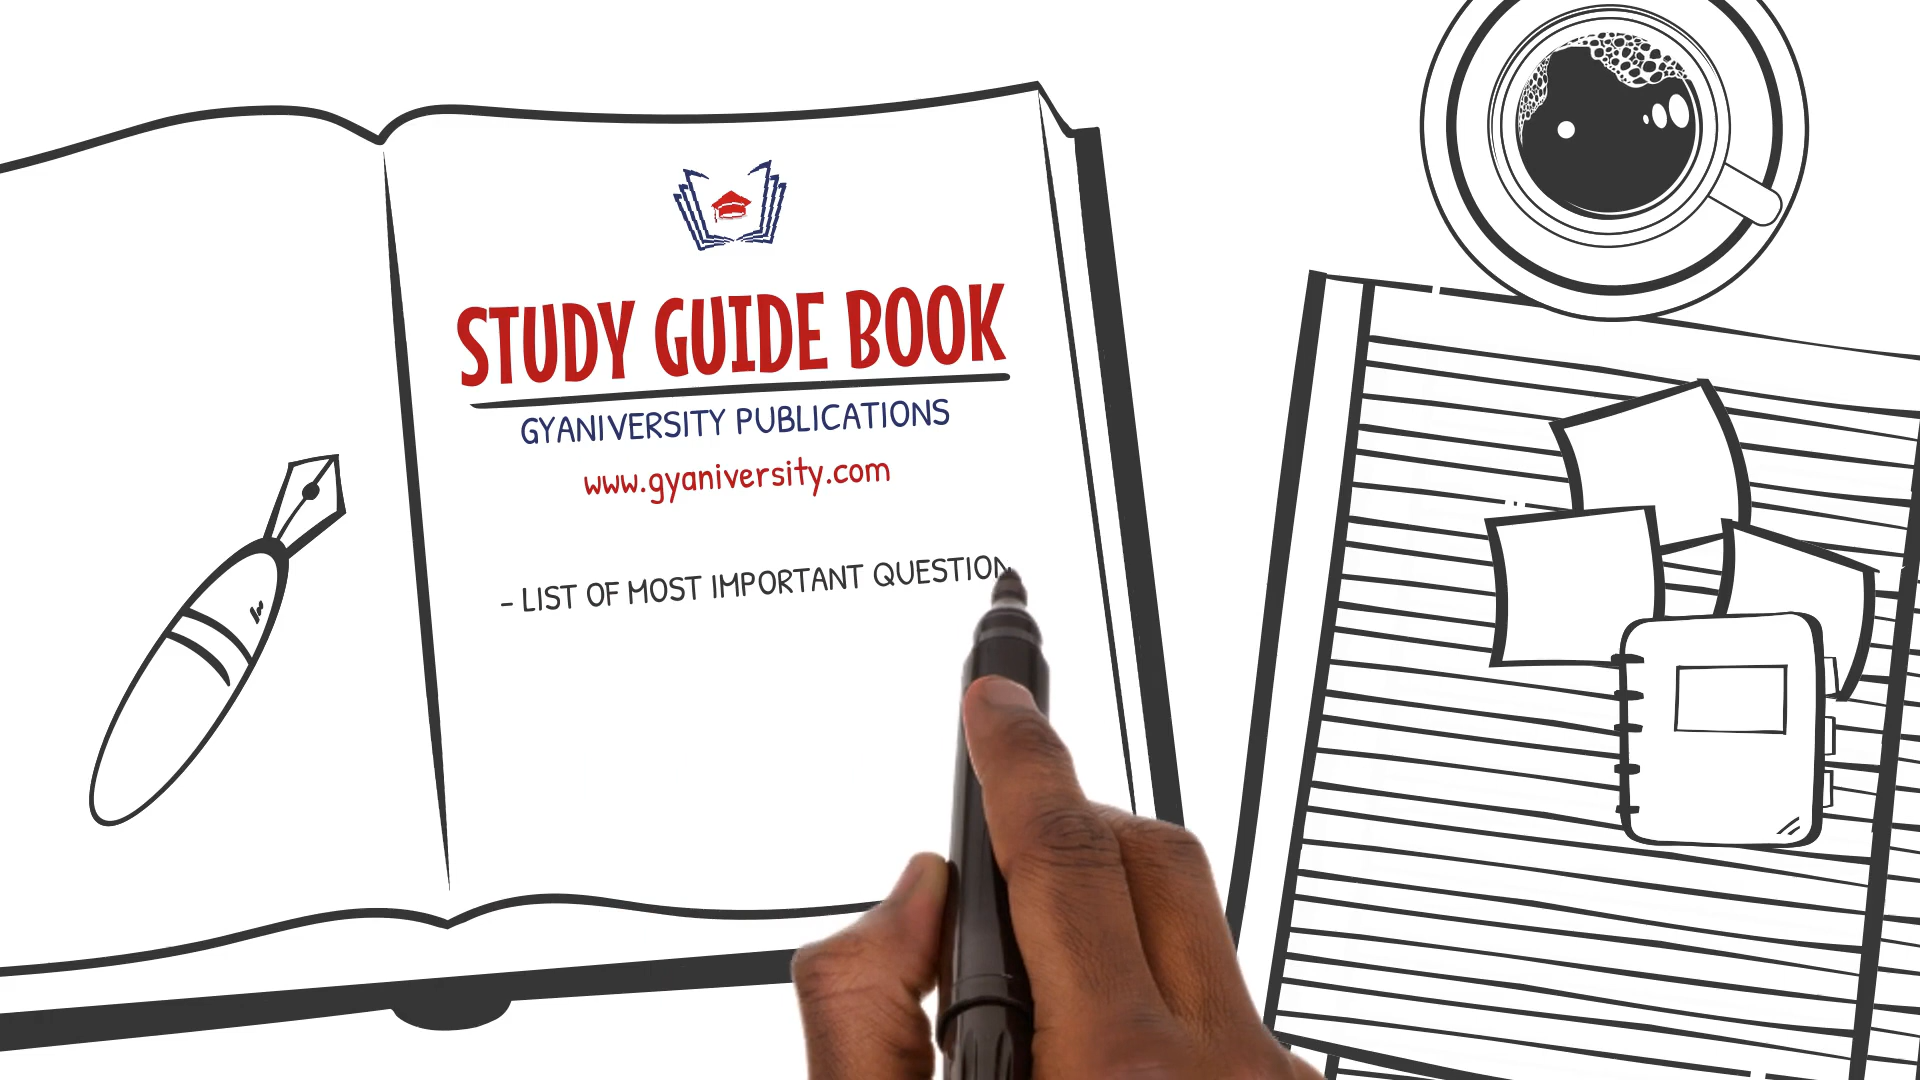 STUDY GUIDE BOOK
GYANIVERSITY PUBLICATIONS
www.gyaniversity.com
- LIST OF MOST IMPORTANT QUESTION